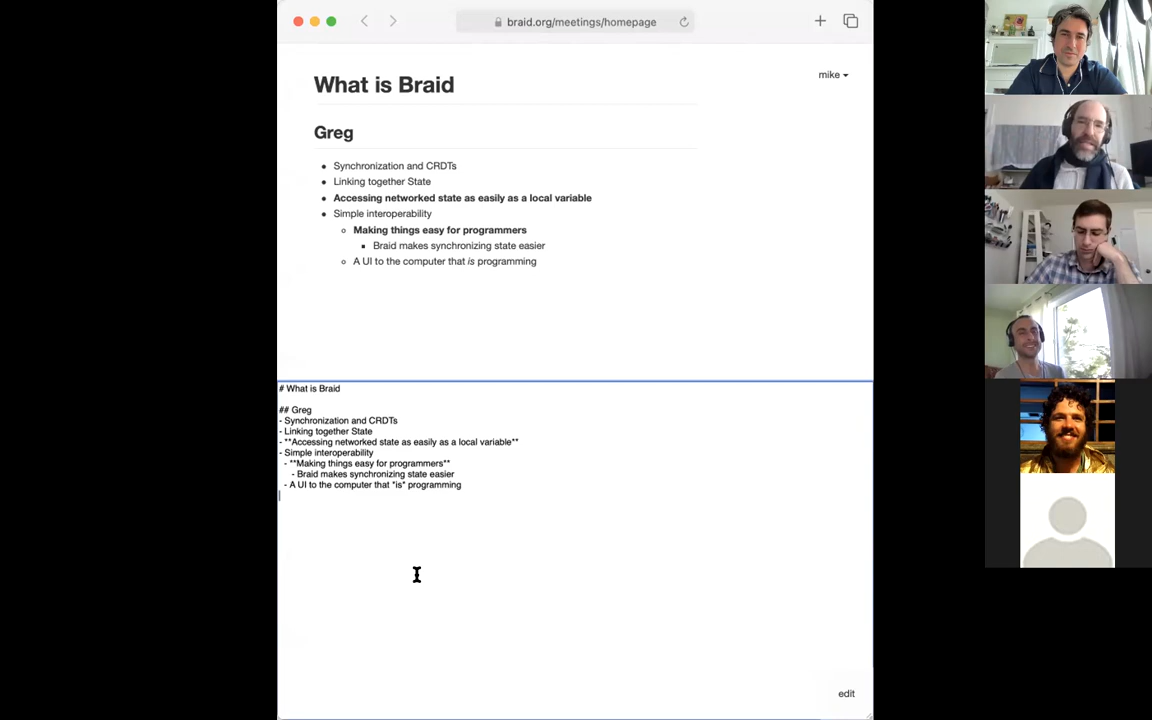 braid.org/meetings/homepage
mike
What is Braid
Greg
Synchronization and CRDTs
Linking together State
Accessing networked state as easily as a local variable
Simple interoperability
Making things easy for programmers
Braid makes synchronizing state easier
A UI to the computer that is programming
# What is Braid
## Greg
- Synchronization and CRDTs
- Linking together State
- **Accessing networked state as easily as a local variable**
- Simple interoperability
- **Making things easy for programmers**
- Braid makes synchronizing state easier
- A UI to the computer that *is* programming
edit